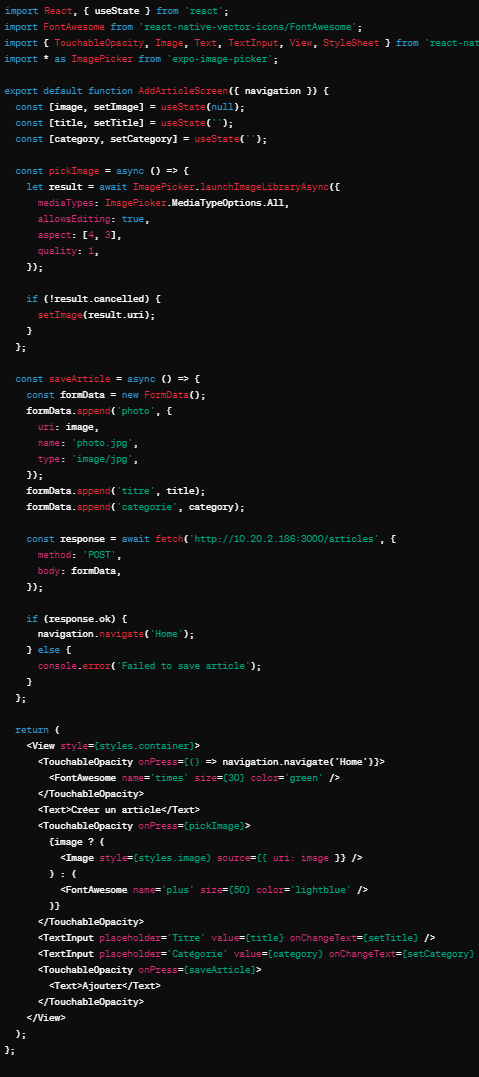 import React, { useState } from 'react';
import FontAwesome from 'react-native-vector-icons/FontAwesome';
import { TouchableOpacity, Image, Text, TextInput, View, StyleSheet } from 'react-nat
import * as ImagePicker from 'expo-image-picker';

export default function AddArticleScreen({ navigation }) {
  const [image, setImage] = useState(null);
  const [title, setTitle] = useState('');
  const [category, setCategory] = useState('');

  const pickImage = async () => {
    let result = await ImagePicker.launchImageLibraryAsync({
      mediaTypes: ImagePicker.MediaTypeOptions.All,
      allowsEditing: true,
      aspect: [4, 3],
      quality: 1,
    });

    if (!result.cancelled) {
      setImage(result.uri);
    }
  };

  const saveArticle = async () => {
    const formData = new FormData();
    formData.append('photo', {
      uri: image,
      name: 'photo.jpg',
      type: 'image/jpg',
    });
    formData.append('titre', title);
    formData.append('categorie', category);

    const response = await fetch('http://10.20.2.186:3000/articles', {
      method: 'POST',
      body: formData,
    });

    if (response.ok) {
      navigation.navigate('Home');
    } else {
      console.error('Failed to save article');
    }
  };

  return (
    <View style={styles.container}>
      <TouchableOpacity onPress={() => navigation.navigate('Home')}>
        <FontAwesome name='times' size={30} color='green' />
      </TouchableOpacity>
      <Text>Créer un article</Text>
      <TouchableOpacity onPress={pickImage}>
        {image ? (
          <Image style={styles.image} source={{ uri: image }} />
        ) : (
          <FontAwesome name='plus' size={50} color='lightblue' />
        )}
      </TouchableOpacity>
      <TextInput placeholder='Titre' value={title} onChangeText={setTitle} />
      <TextInput placeholder='Catégorie' value={category} onChangeText={setCategory}
      <TouchableOpacity onPress={saveArticle}>
        <Text>Ajouter</Text>
      </TouchableOpacity>
    </View>
  );
};